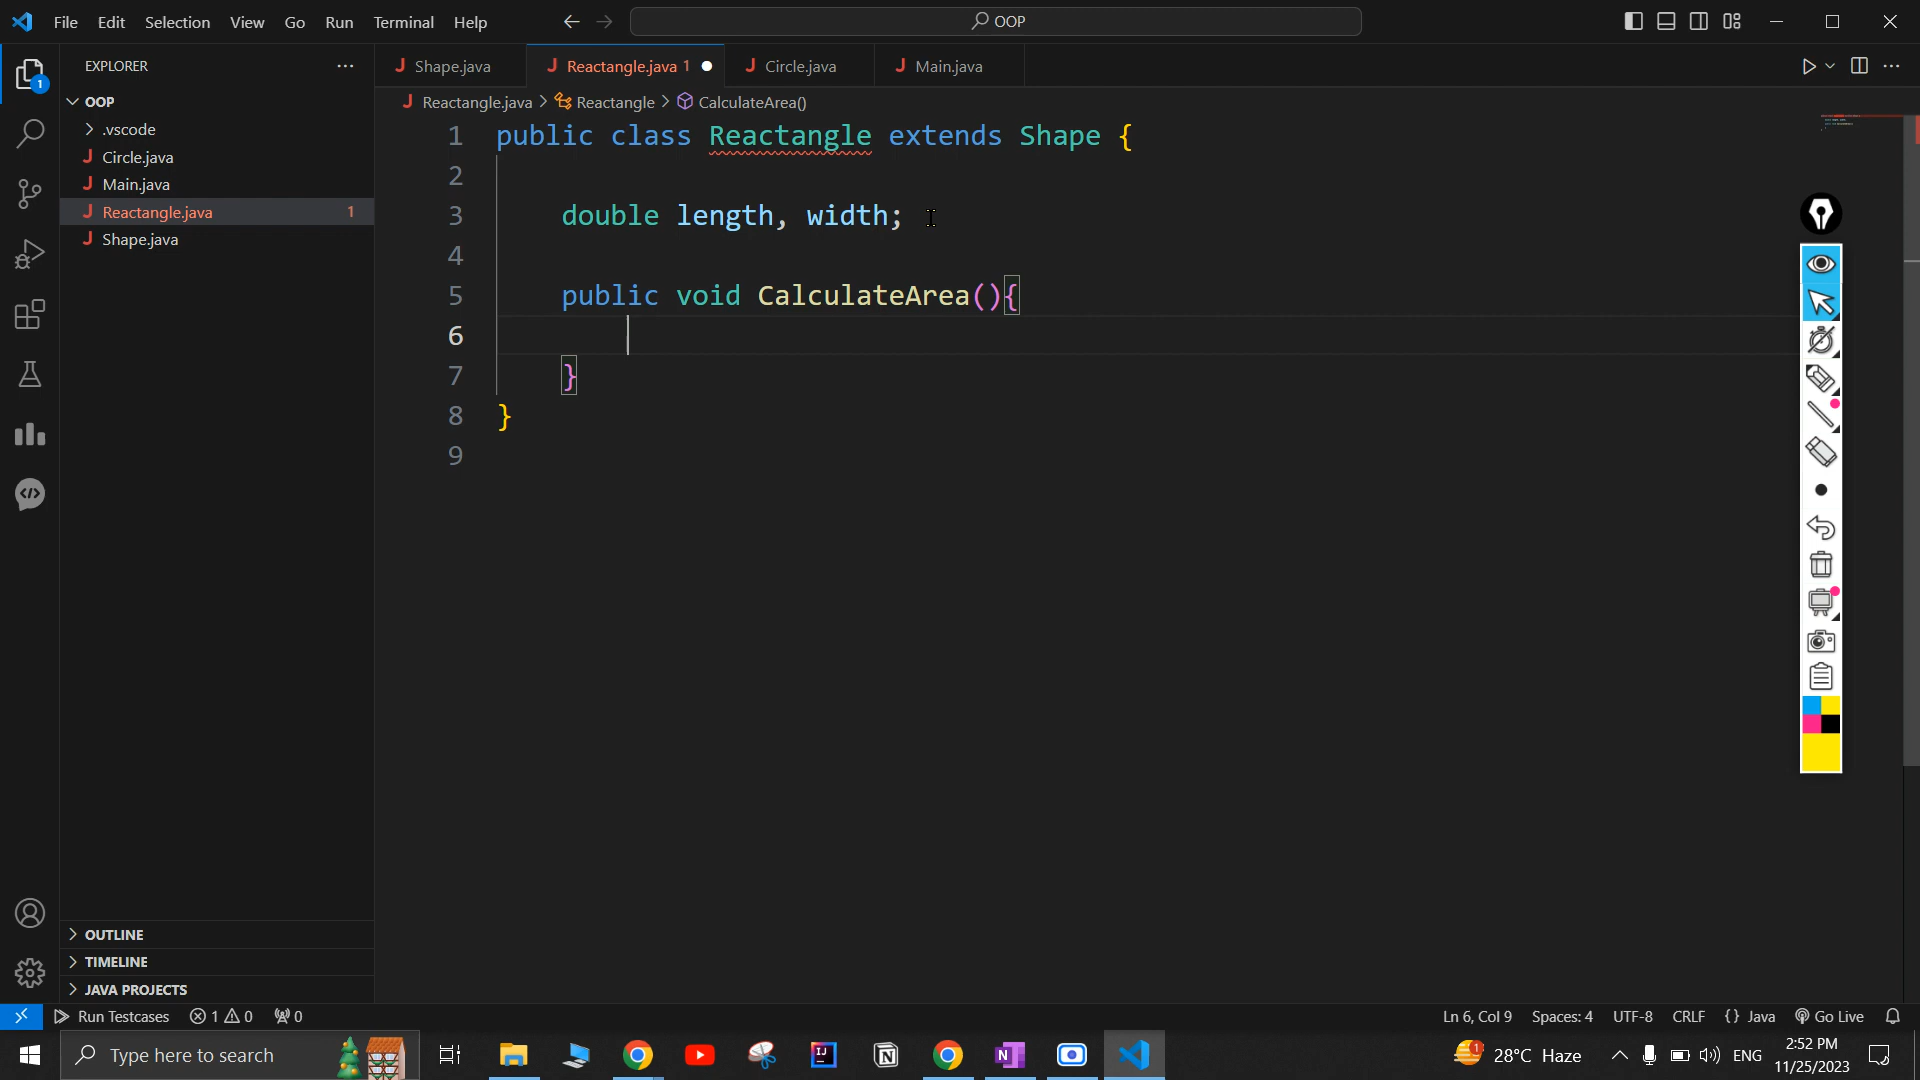 File Edit Selection View Go Run Terminal Help OOP
EXPLORER
1
OOP
.vscode
J Circle.java
J Main.java
J Reactangle.java 1
J Shape.java
OUTLINE
TIMELINE
JAVA PROJECTS
J Shape.java J Reactangle.java 1 J Circle.java J Main.java
J Reactangle.java > Reactangle > CalculateArea()
1 public class Reactangle extends Shape {
2
3 double length, width;
4
5 public void CalculateArea(){
6
7 }
8 }
9
Run Testcases 1 0 0 Ln 6, Col 9 Spaces: 4 UTF-8 CRLF {} Java Go Live
Type here to search 1 28°C Haze ENG 2:52 PM
11/25/2023